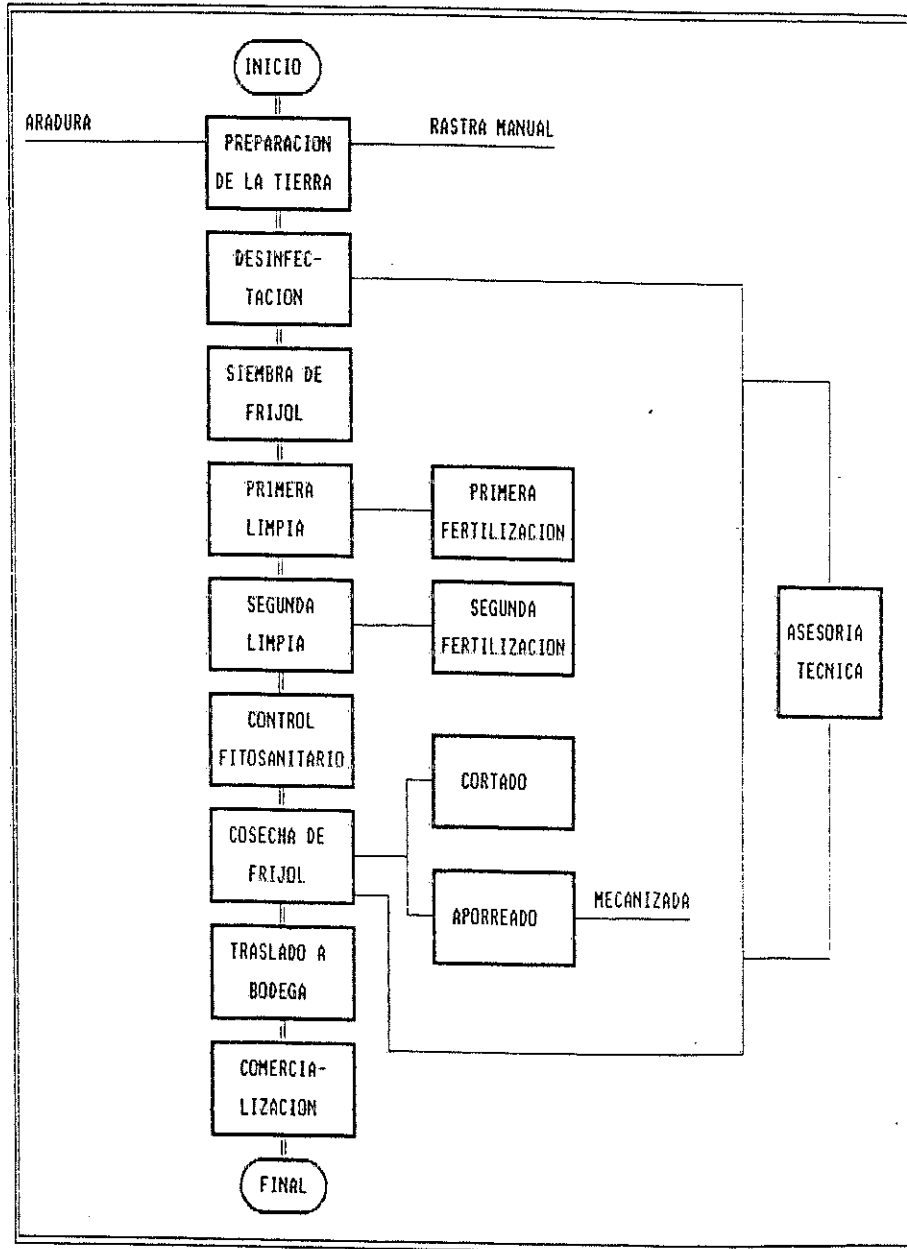 INICIO
ARADURA
RASTRA MANUAL
PREPARACION
DE LA TIERRA
DESINFEC-
TACION
SIEMBRA DE
FRIJOL
PRIMERA
LIMPIA
PRIMERA
FERTILIZACION
SEGUNDA
LIMPIA
SEGUNDA
FERTILIZACION
ASESORIA
TECNICA
CONTROL
FITOSANITARIO
CORTADO
COSECHA DE
FRIJOL
APORREADO
MECANIZADA
TRASLADO A
BODEGA
COMERCIA-
LIZACION
FINAL